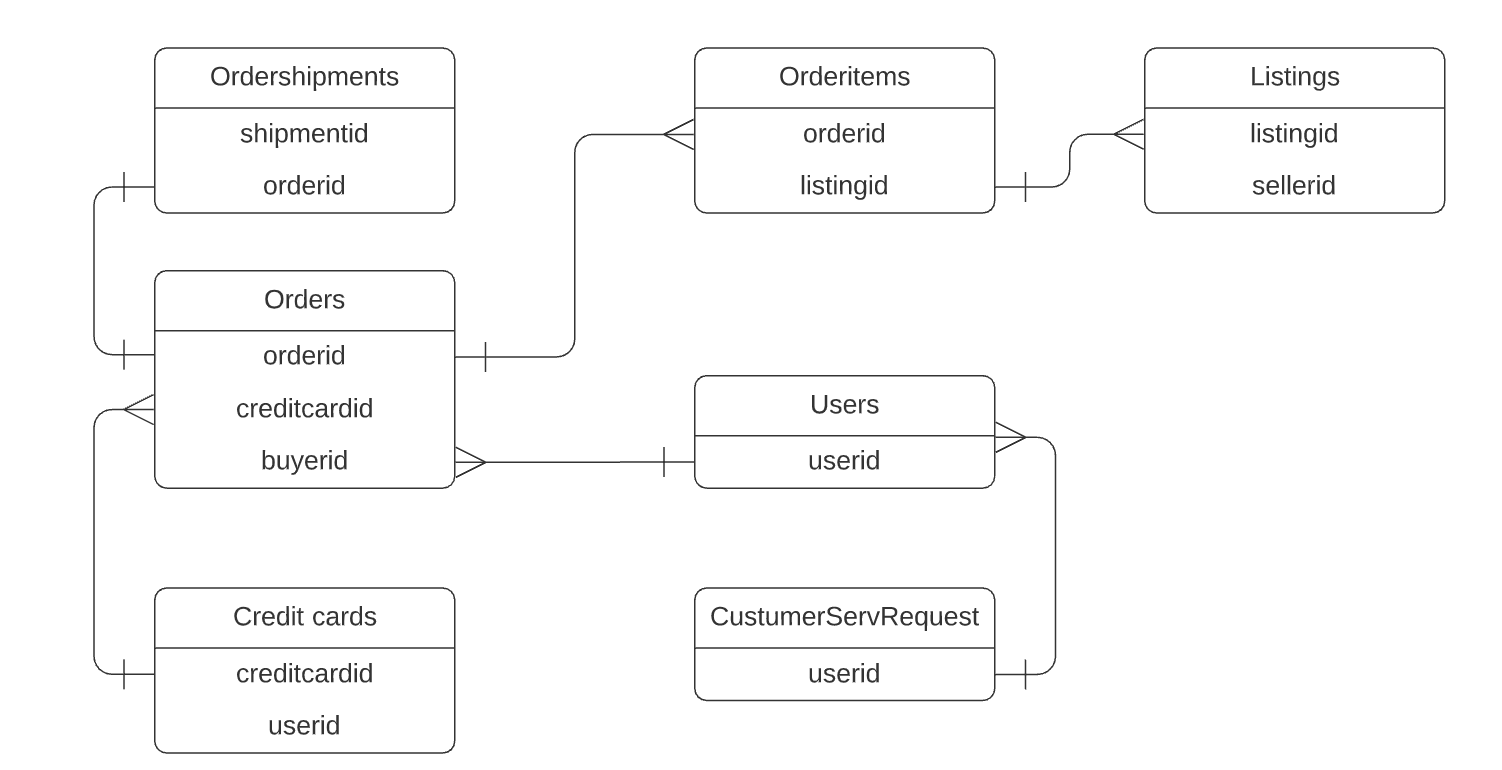 Ordershipments
shipmentid
orderid
Orderitems
orderid
listingid
Listings
listingid
sellerid
Orders
orderid
creditcardid
buyerid
Users
userid
Credit cards
creditcardid
userid
CustumerServRequest
userid